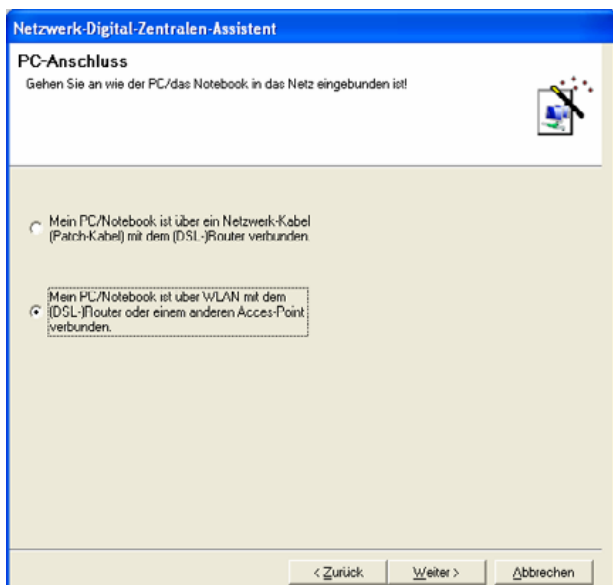 Netzwerk-Digital-Zentralen-Assistent
PC-Anschluss
Gehen Sie an wie der PC/das Notebook in das Netz eingebunden ist!
Mein PC/Notebook ist über ein Netzwerk-Kabel
(Patch-Kabel) mit dem (DSL-)Router verbunden.
Mein PC/Notebook ist über WLAN mit dem
(DSL-)Router oder einem anderen Acces-Point
verbunden.
< Zurück
Weiter >
Abbrechen